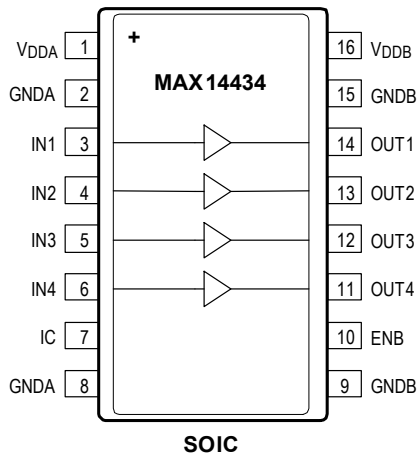 VDDA 1 + 16 VDDB
MAX14434
GNDA 2 15 GNDB
IN1 3 14 OUT1
IN2 4 13 OUT2
IN3 5 12 OUT3
IN4 6 11 OUT4
IC 7 10 ENB
GNDA 8 9 GNDB
SOIC